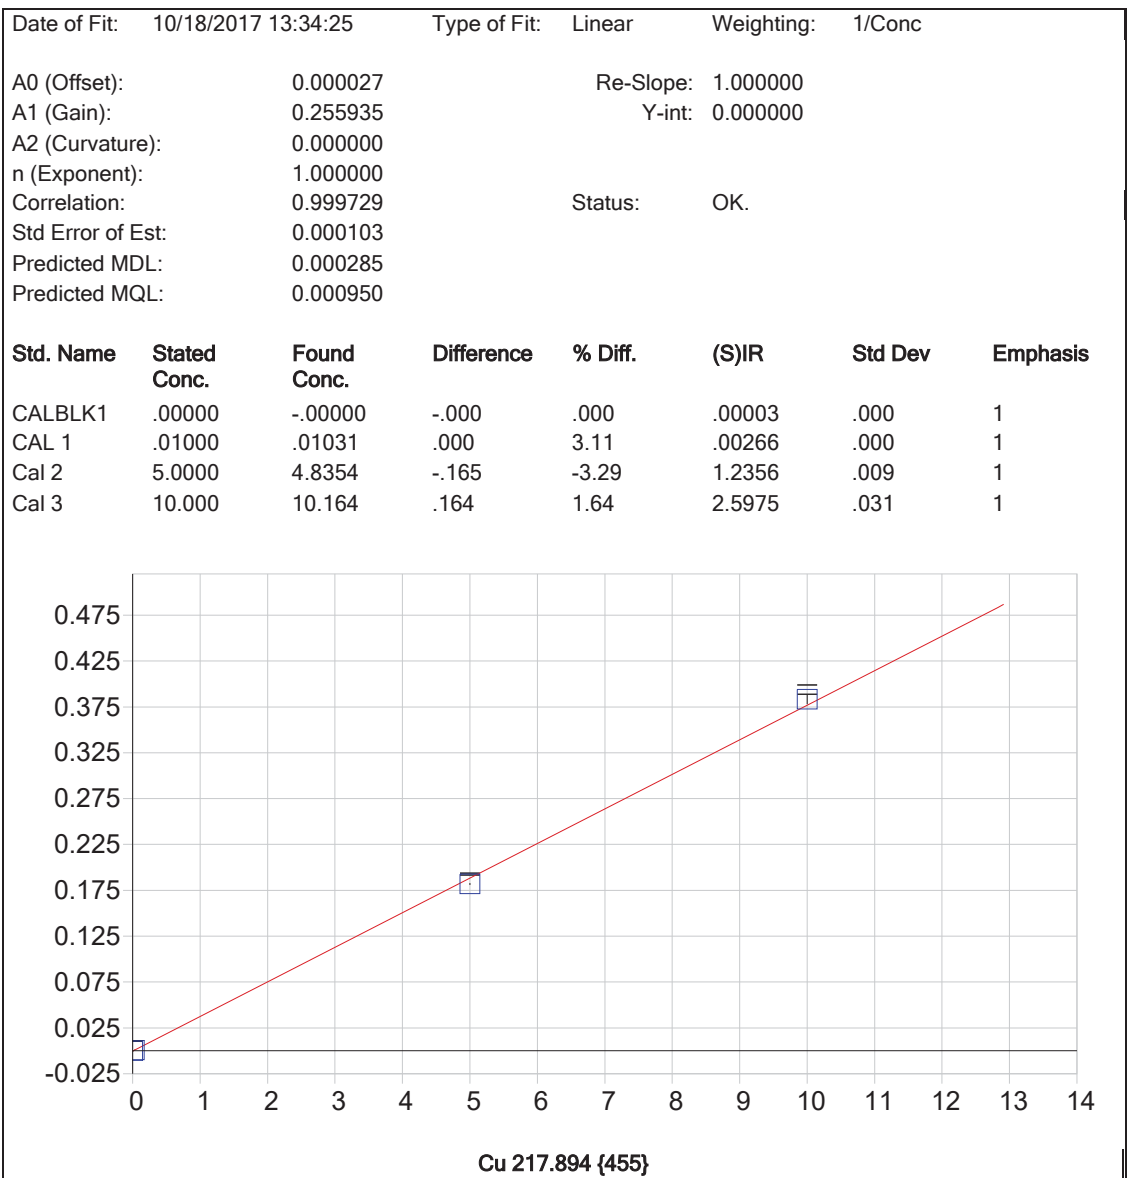 Date of Fit: 10/18/2017 13:34:25 Type of Fit: Linear Weighting: 1/Conc
A0 (Offset): 0.000027 Re-Slope: 1.000000
A1 (Gain): 0.255935 Y-int: 0.000000
A2 (Curvature): 0.000000
n (Exponent): 1.000000
Correlation: 0.999729 Status: OK.
Std Error of Est: 0.000103
Predicted MDL: 0.000285
Predicted MQL: 0.000950
Std. Name Stated Found Difference % Diff. (S)IR Std Dev Emphasis
Conc. Conc.
CALBLK1 .00000 -.00000 -.000 .000 .00003 .000 1
CAL 1 .01000 .01031 .000 3.11 .00266 .000 1
Cal 2 5.0000 4.8354 -.165 -3.29 1.2356 .009 1
Cal 3 10.000 10.164 .164 1.64 2.5975 .031 1
0.475
0.425
0.375
0.325
0.275
0.225
0.175
0.125
0.075
0.025
-0.025
0 1 2 3 4 5 6 7 8 9 10 11 12 13 14
Cu 217.894 {455}